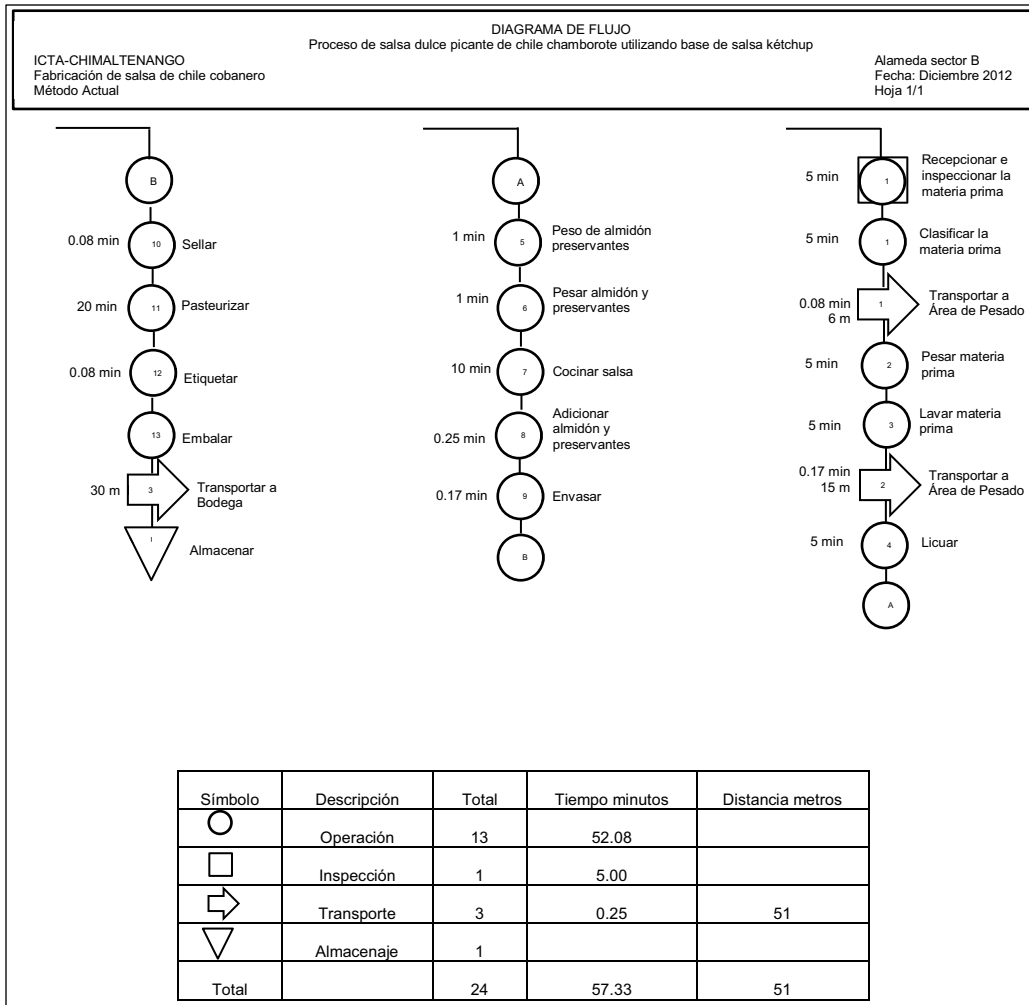 DIAGRAMA DE FLUJO
Proceso de salsa dulce picante de chile chamborote utilizando base de salsa kétchup
ICTA-CHIMALTENANGO
Fabricación de salsa de chile cobanero
Método Actual
Alameda sector B
Fecha: Diciembre 2012
Hoja 1/1
B
0.08 min
10
Sellar
20 min
11
Pasteurizar
0.08 min
12
Etiquetar
13
Embalar
30 m
3
Transportar a
Bodega
I
Almacenar
A
1 min
5
Peso de almidón
preservantes
1 min
6
Pesar almidón y
preservantes
10 min
7
Cocinar salsa
0.25 min
8
Adicionar
almidón y
preservantes
0.17 min
9
Envasar
B
5 min
1
Recepcionar e
inspeccionar la
materia prima
5 min
1
Clasificar la
materia prima
0.08 min
6 m
1
Transportar a
Área de Pesado
5 min
2
Pesar materia
prima
5 min
3
Lavar materia
prima
0.17 min
15 m
2
Transportar a
Área de Pesado
5 min
4
Licuar
A
Símbolo Descripción Total Tiempo minutos Distancia metros
Operación 13 52.08
Inspección 1 5.00
Transporte 3 0.25 51
Almacenaje 1
Total 24 57.33 51